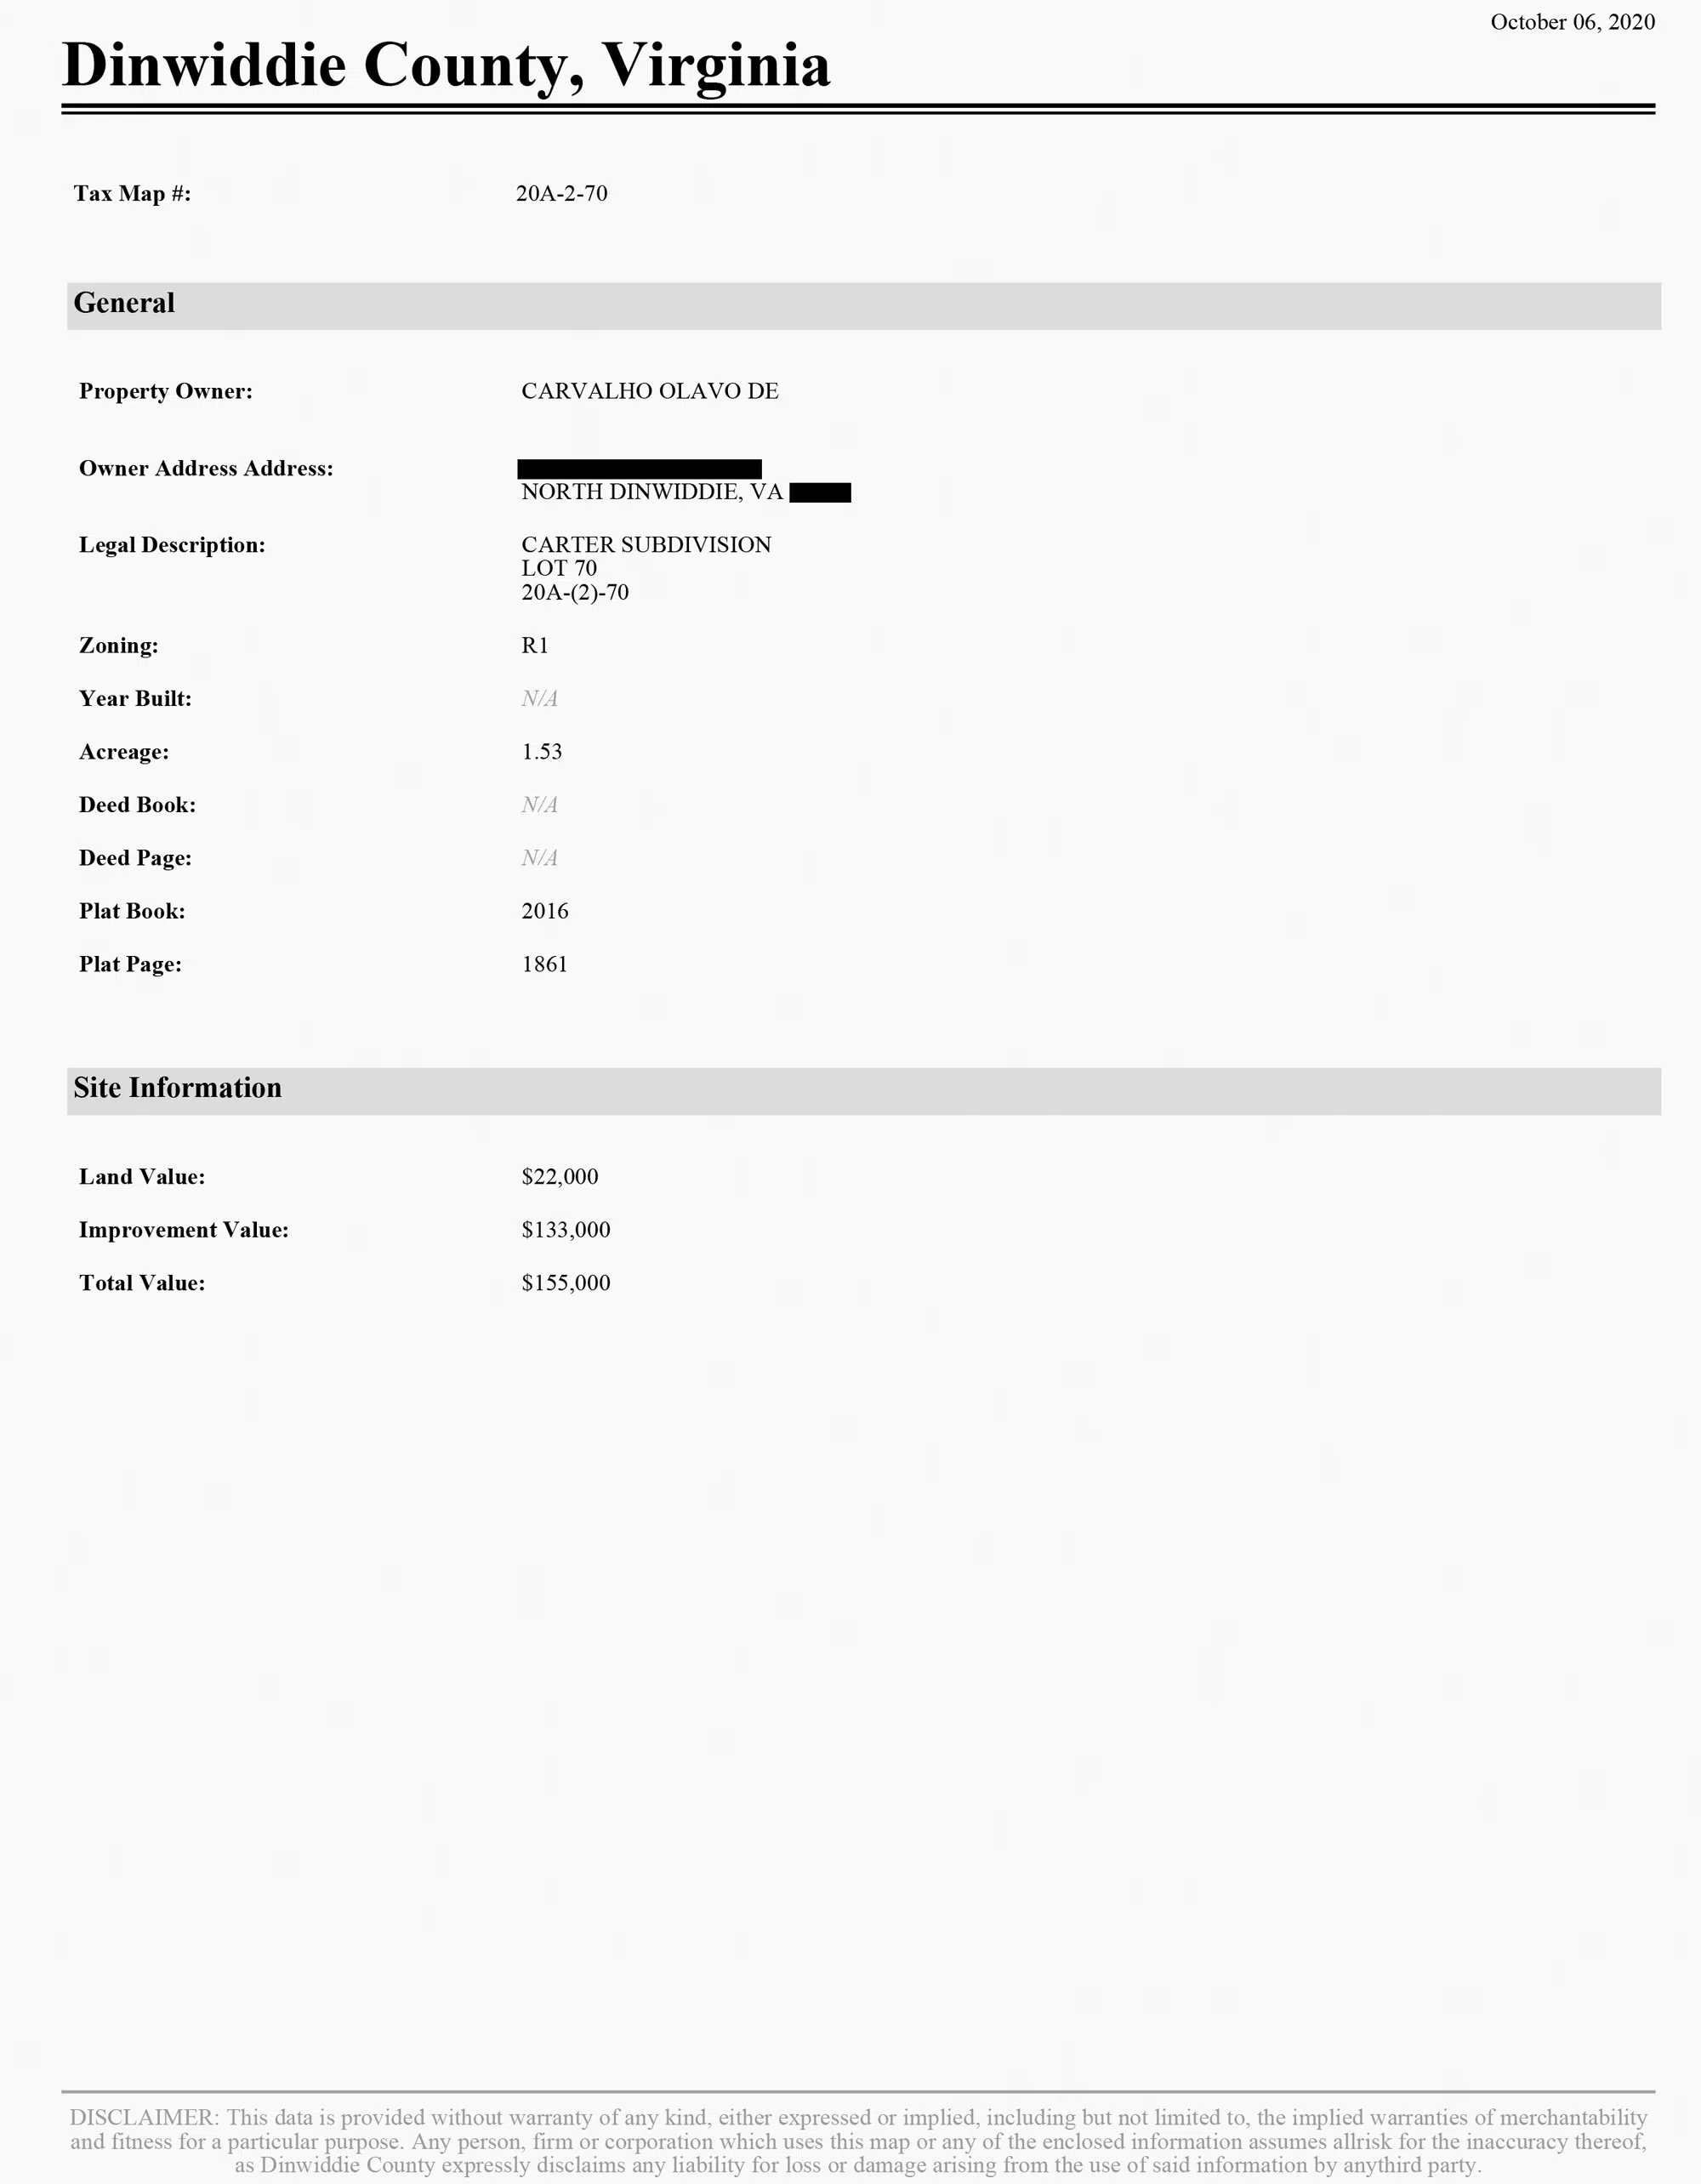 October 06, 2020
Dinwiddie County, Virginia
Tax Map #: 20A-2-70
General
Property Owner: CARVALHO OLAVO DE
Owner Address Address:
NORTH DINWIDDIE, VA
Legal Description: CARTER SUBDIVISION
LOT 70
20A-(2)-70
Zoning: R1
Year Built: N/A
Acreage: 1.53
Deed Book: N/A
Deed Page: N/A
Plat Book: 2016
Plat Page: 1861
Site Information
Land Value: $22,000
Improvement Value: $133,000
Total Value: $155,000
DISCLAIMER: This data is provided without warranty of any kind, either expressed or implied, including but not limited to, the implied warranties of merchantability
and fitness for a particular purpose. Any person, firm or corporation which uses this map or any of the enclosed information assumes allrisk for the inaccuracy thereof,
as Dinwiddie County expressly disclaims any liability for loss or damage arising from the use of said information by anythird party.